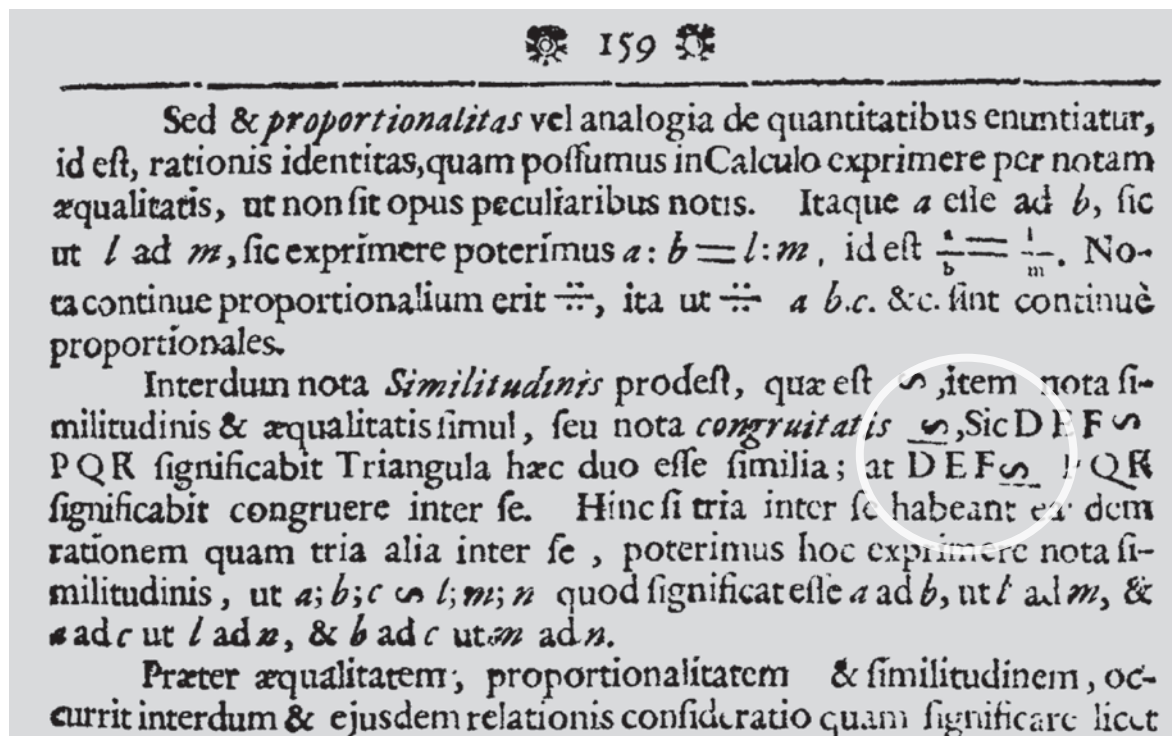 159
Sed & proportionalitas vel analogia de quantitatibus enuntiatur,
id eſt, rationis identitas, quam poſſumus in Calculo exprimere per notam
æqualitatis, ut non ſit opus peculiaribus notis. Itaque a eſſe ad b, ſic
ut l ad m, ſic exprimere poterimus a: b = l: m, id eſt a/b = l/m. No-
ta continue proportionalium erit ∺, ita ut ∺ a b.c. &c. ſint continuè
proportionales.
Interdum nota Similitudinis prodeſt, quæ eſt ∽, item nota ſi-
militudinis & æqualitatis ſimul, ſeu nota congruitatis ⥱, Sic D E F ∽
P Q R ſignificabit Triangula hæc duo eſſe ſimilia; at D E F ⥱ P Q R
ſignificabit congruere inter ſe. Hinc ſi tria inter ſe habeant ea dem
rationem quam tria alia inter ſe, poterimus hoc exprimere nota ſi-
militudinis, ut a; b; c ∽ l; m; n quod ſignificat eſſe a ad b, ut l ad m, &
a ad c ut l ad n, & b ad c ut m ad n.
Præter æqualitatem, proportionalitatem & ſimilitudinem, oc-
currit interdum & ejusdem relationis conſideratio quam ſignificare licet